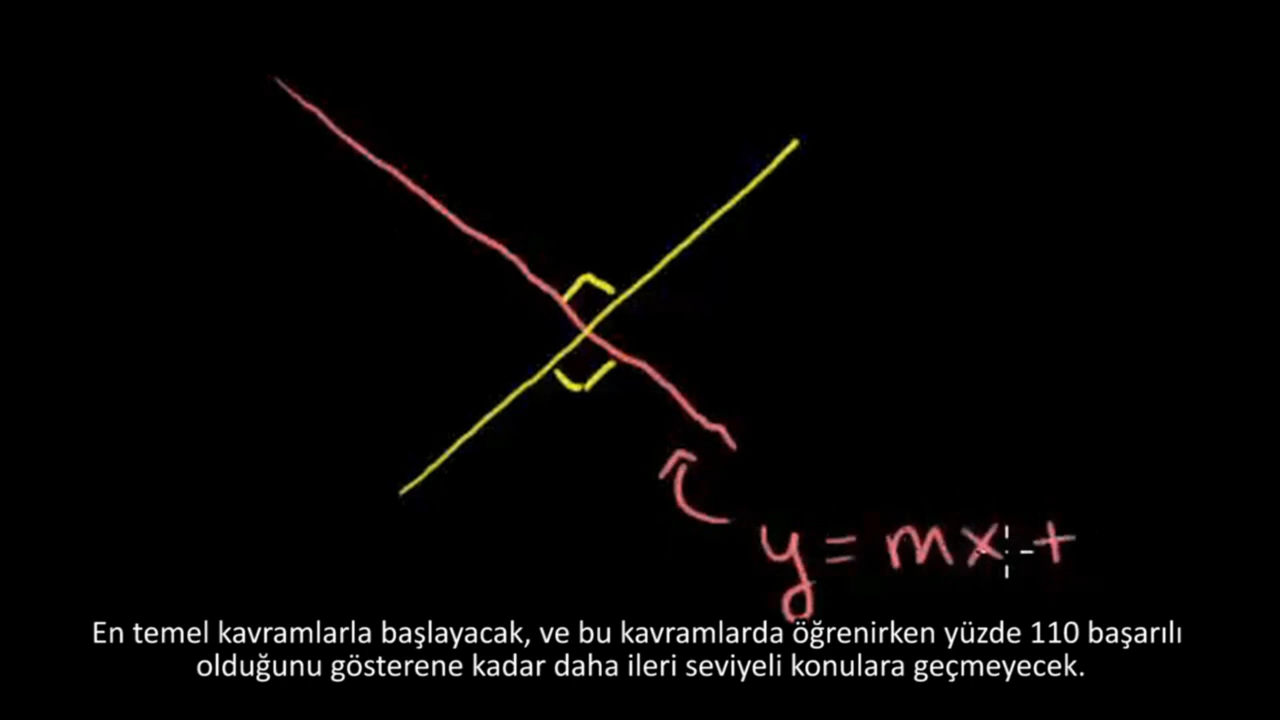 y = mx +
En temel kavramlarla başlayacak, ve bu kavramlarda öğrenirken yüzde 110 başarılı
olduğunu gösterene kadar daha ileri seviyeli konulara geçmeyecek.